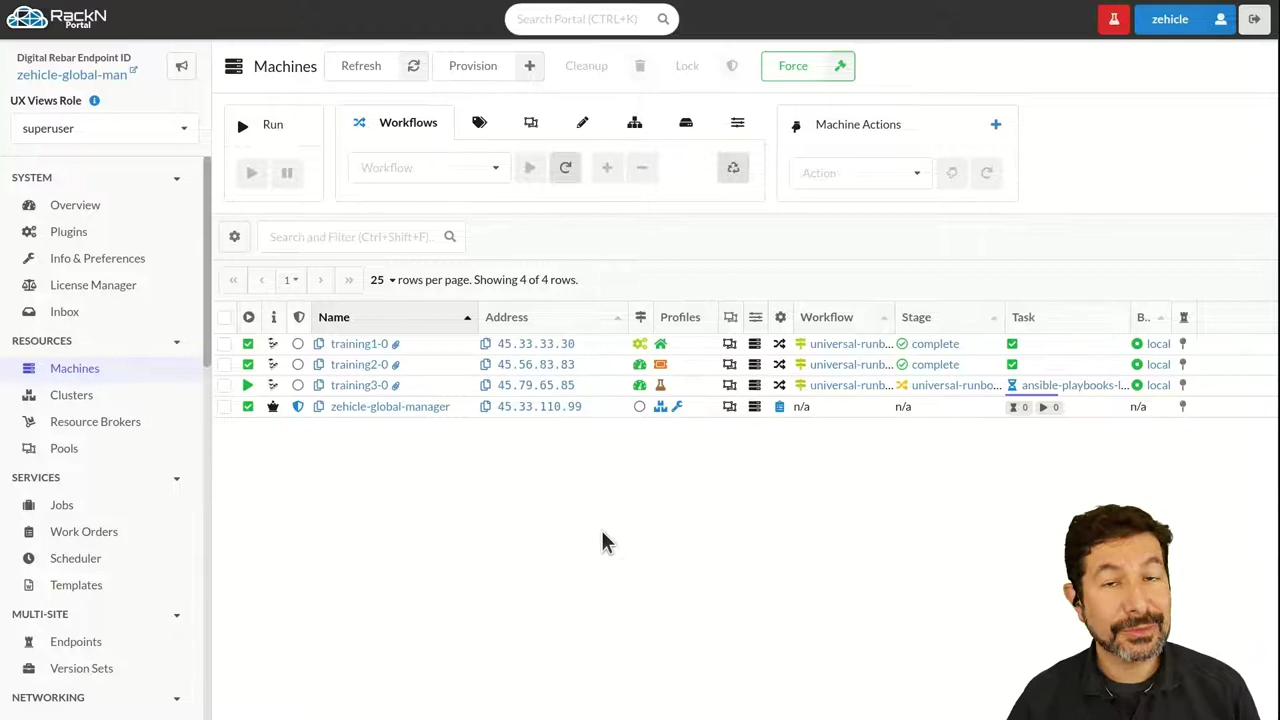 RackN
Portal
Search Portal (CTRL+K)
zehicle
Digital Rebar Endpoint ID
zehicle-global-man
UX Views Role
superuser
SYSTEM
Overview
Plugins
Info & Preferences
License Manager
Inbox
RESOURCES
Machines
Clusters
Resource Brokers
Pools
SERVICES
Jobs
Work Orders
Scheduler
Templates
MULTI-SITE
Endpoints
Version Sets
NETWORKING
Machines
Refresh
Provision
Cleanup
Lock
Force
Run
Workflows
Workflow
Machine Actions
Action
Search and Filter (Ctrl+Shift+F)..
1
25 rows per page. Showing 4 of 4 rows.
Name Address Profiles Workflow Stage Task B..
training1-0 45.33.33.30 universal-runb... complete local
training2-0 45.56.83.83 universal-runb... complete local
training3-0 45.79.65.85 universal-runb... universal-runbo... ansible-playbooks-l... local
zehicle-global-manager 45.33.110.99 n/a n/a 0 0 n/a